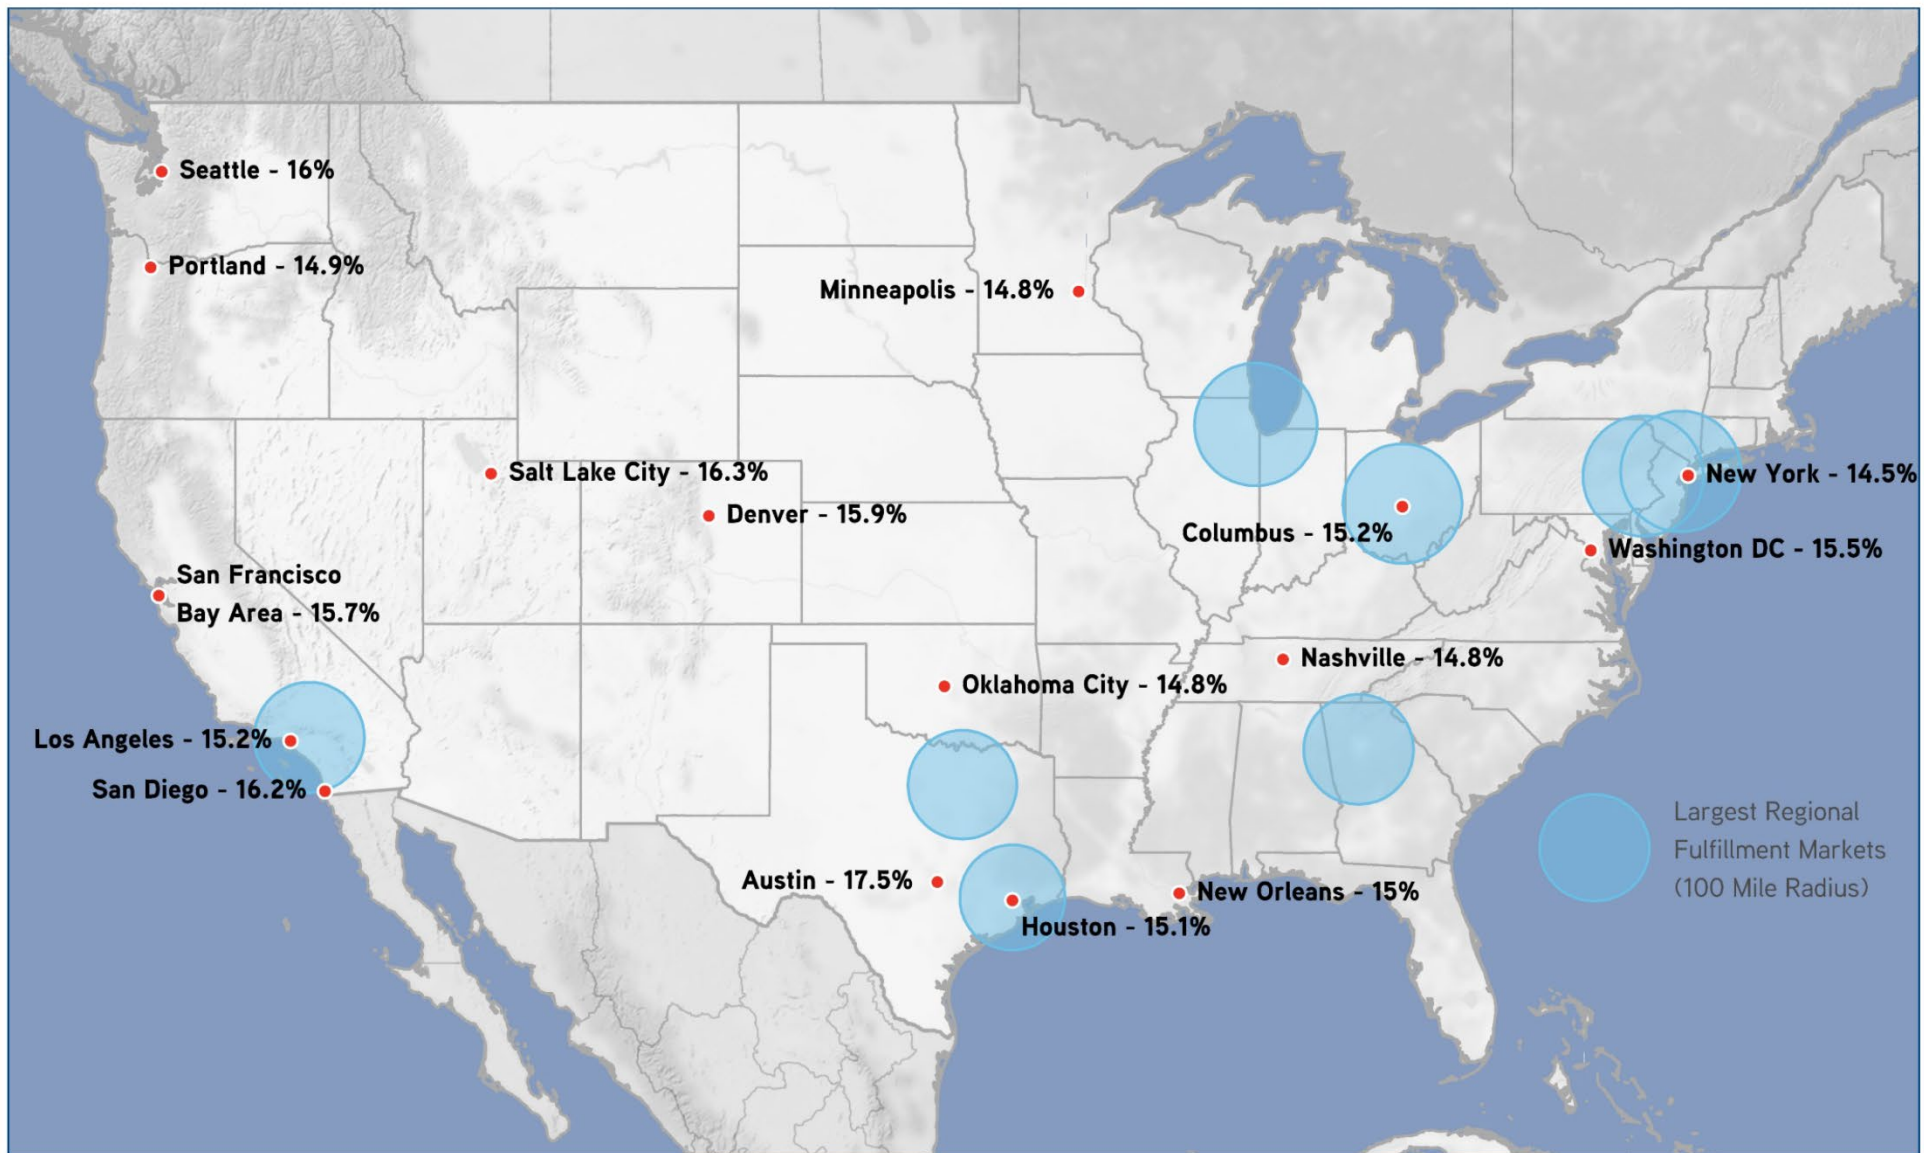 Seattle - 16%
Portland - 14.9%
Minneapolis - 14.8%
Salt Lake City - 16.3%
New York - 14.5%
Denver - 15.9%
Columbus - 15.2%
Washington DC - 15.5%
San Francisco
Bay Area - 15.7%
Nashville - 14.8%
Oklahoma City - 14.8%
Los Angeles - 15.2%
San Diego - 16.2%
Largest Regional
Fulfillment Markets
(100 Mile Radius)
Austin - 17.5%
New Orleans - 15%
Houston - 15.1%